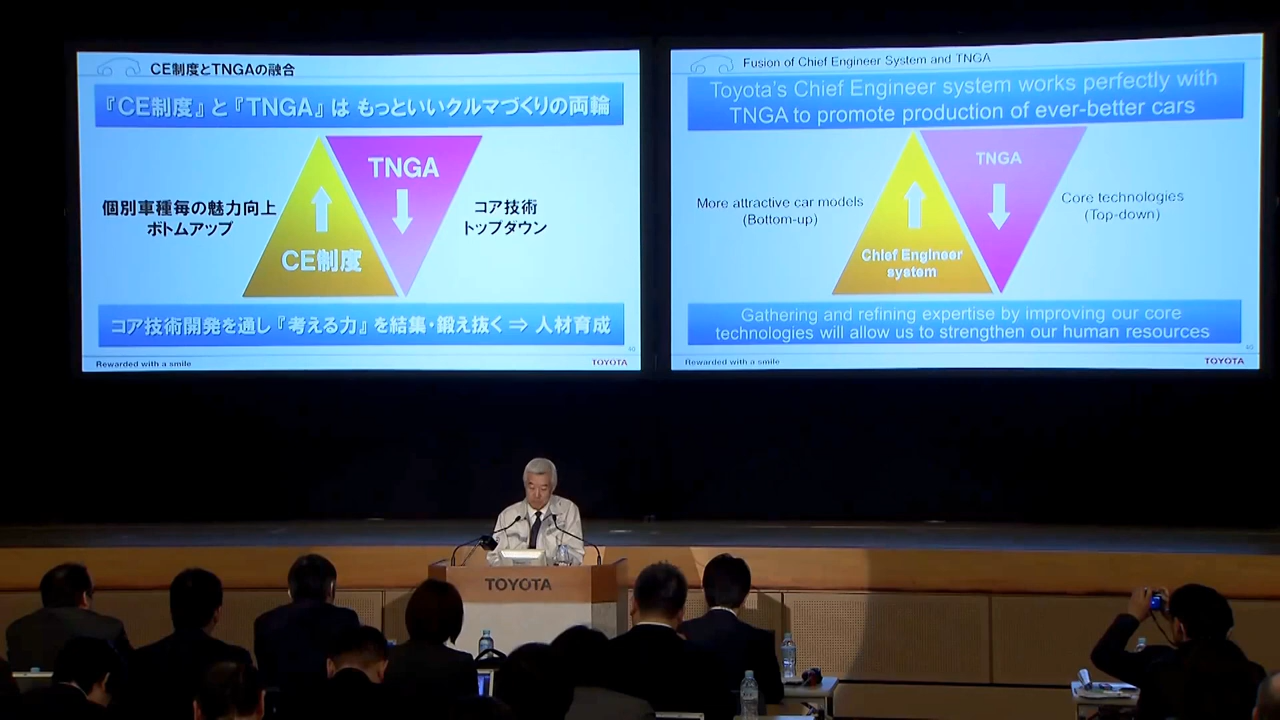 CE制度とTNGAの融合
『CE制度』と『TNGA』は もっといいクルマづくりの両輪
TNGA
個別車種毎の魅力向上
ボトムアップ
コア技術
トップダウン
CE制度
コア技術開発を通し『考える力』を結集・鍛え抜く ⇒ 人材育成
40
Rewarded with a smile
TOYOTA
Fusion of Chief Engineer System and TNGA
Toyota's Chief Engineer system works perfectly with
TNGA to promote production of ever-better cars
TNGA
More attractive car models
(Bottom-up)
Core technologies
(Top-down)
Chief Engineer
system
Gathering and refining expertise by improving our core
technologies will allow us to strengthen our human resources
40
Rewarded with a smile
TOYOTA
TOYOTA